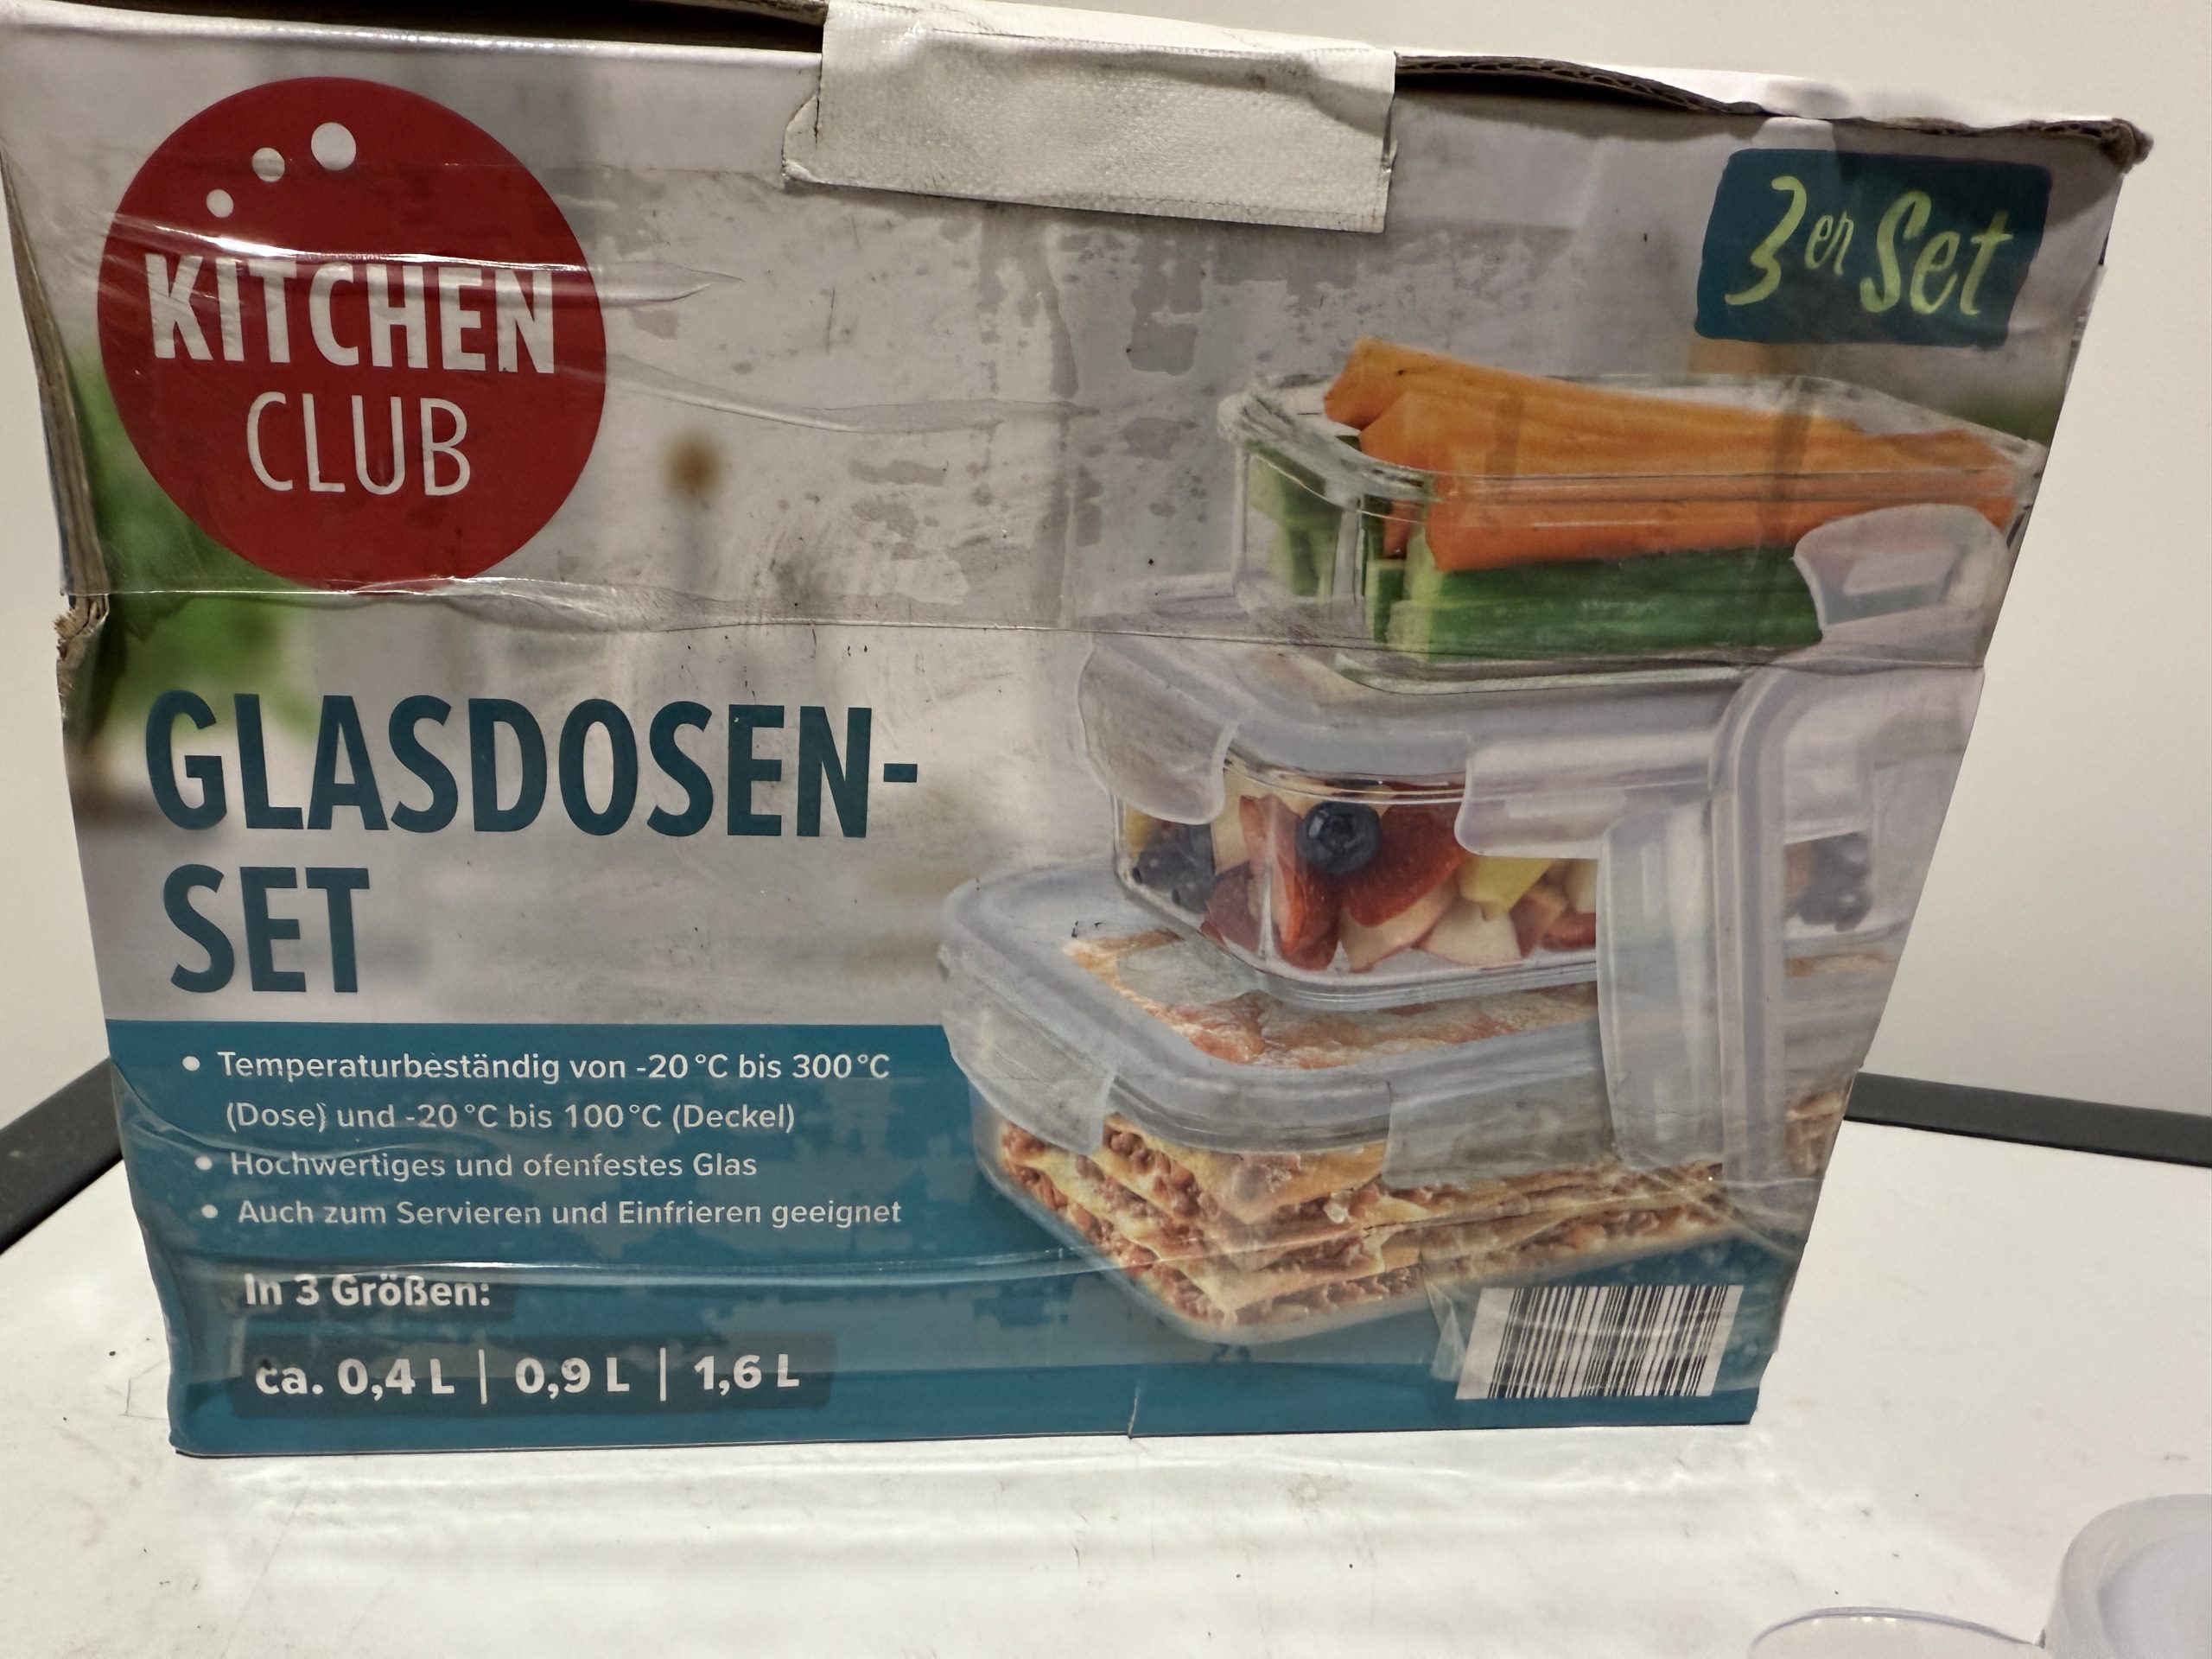 KITCHEN
CLUB
3er Set
GLASDOSEN-
SET
• Temperaturbeständig von -20 °C bis 300 °C
(Dose) und -20 °C bis 100 °C (Deckel)
• Hochwertiges und ofenfestes Glas
• Auch zum Servieren und Einfrieren geeignet
In 3 Größen:
ca. 0,4 L | 0,9 L | 1,6 L